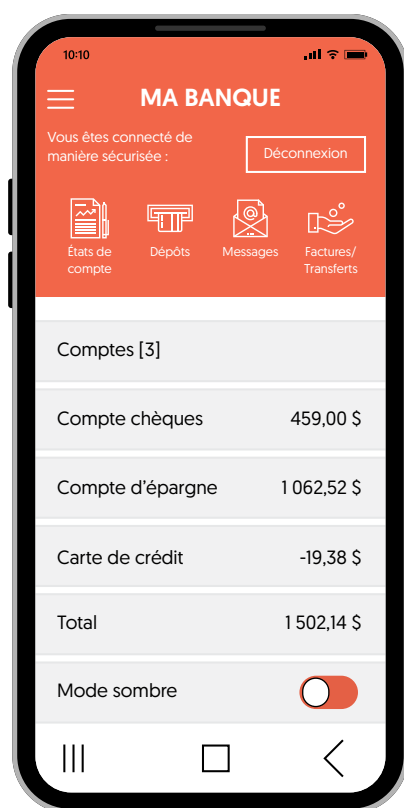 10:10
MA BANQUE
Vous êtes connecté de
manière sécurisée :
Déconnexion
États de
compte
Dépôts
Messages
Factures/
Transferts
Comptes [3]
Compte chèques 459,00 $
Compte d’épargne 1 062,52 $
Carte de crédit -19,38 $
Total 1 502,14 $
Mode sombre